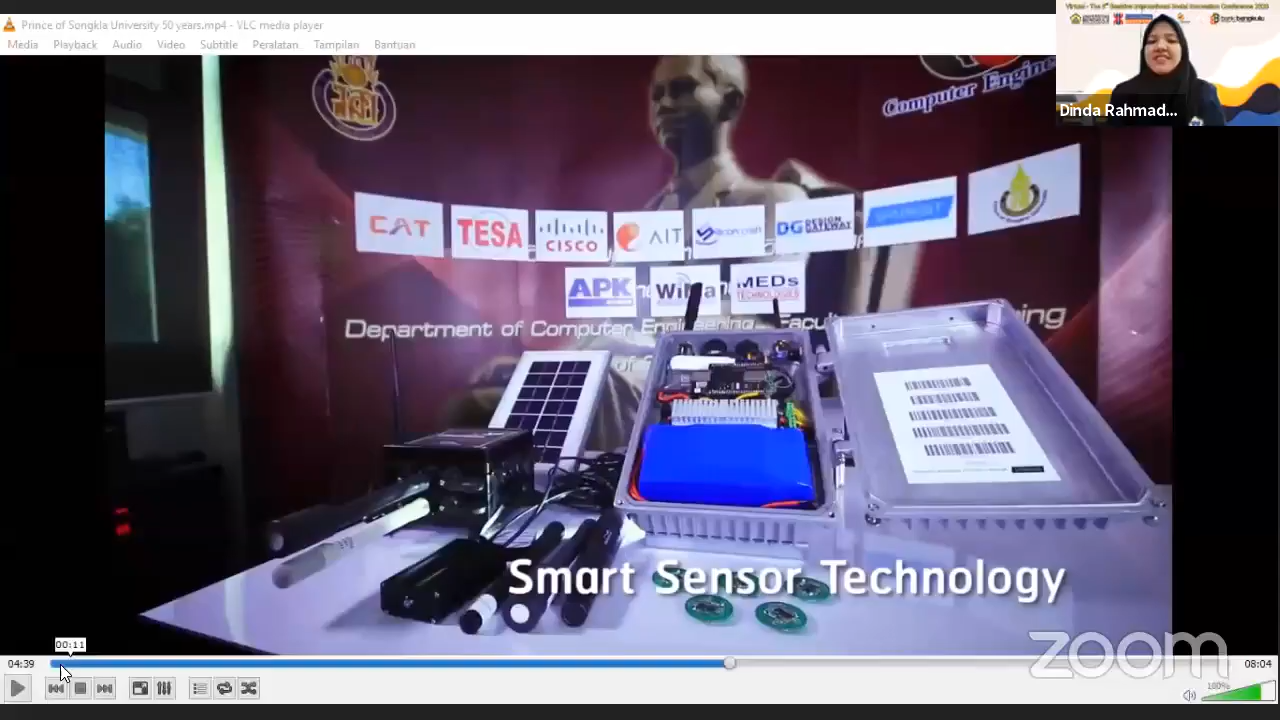 Prince of Songkla University 50 years.mp4 - VLC media player
Media Playback Audio Video Subtitle Peralatan Tampilan Bantuan
Dinda Rahmad...
Computer Engine
CAT
TESA
CISCO
AIT
DG DESIGN GATEWAY
APK
MEDs
TECHNOLOGIES
Department of Computer Engineering
Smart Sensor Technology
zoom
00:11
04:39
08:04
100%